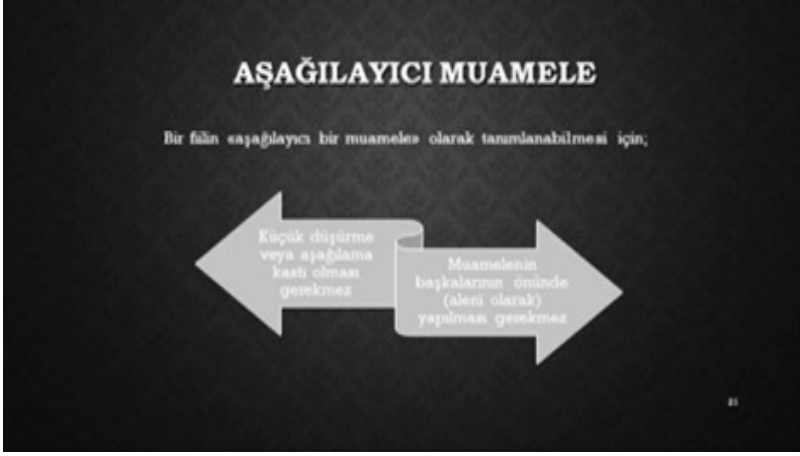 AŞAĞILAYICI MUAMELE
Bir fiilin «aşağılayıcı bir muamele» olarak tanımlanabilmesi için;
Küçük düşürme
veya aşağılama
kastı olması
gerekmez
Muamelenin
başkalarının önünde
(aleni olarak)
yapılması gerekmez